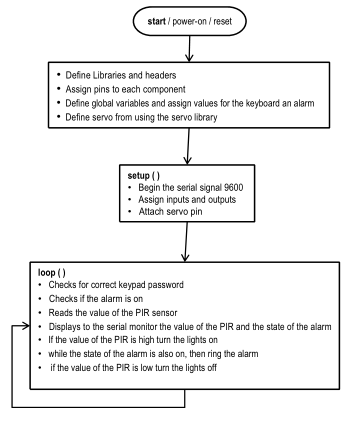 start / power-on / reset
• Define Libraries and headers
• Assign pins to each component
• Define global variables and assign values for the keyboard an alarm
• Define servo from using the servo library
setup ( )
• Begin the serial signal 9600
• Assign inputs and outputs
• Attach servo pin
loop ( )
• Checks for correct keypad password
• Checks if the alarm is on
• Reads the value of the PIR sensor
• Displays to the serial monitor the value of the PIR and the state of the alarm
• If the value of the PIR is high turn the lights on
• while the state of the alarm is also on, then ring the alarm
• if the value of the PIR is low turn the lights off